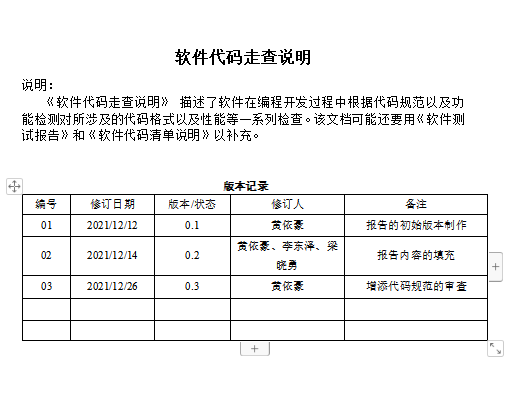 软件代码走查说明
说明：
《软件代码走查说明》 描述了软件在编程开发过程中根据代码规范以及功
能检测对所涉及的代码格式以及性能等一系列检查。该文档可能还要用《软件测
试报告》和《软件代码清单说明》以补充。
版本记录
编号 修订日期 版本/状态 修订人 备注
01 2021/12/12 0.1 黄依豪 报告的初始版本制作
02 2021/12/14 0.2 黄依豪、李东泽、梁
晓勇 报告内容的填充
03 2021/12/26 0.3 黄依豪 增添代码规范的审查